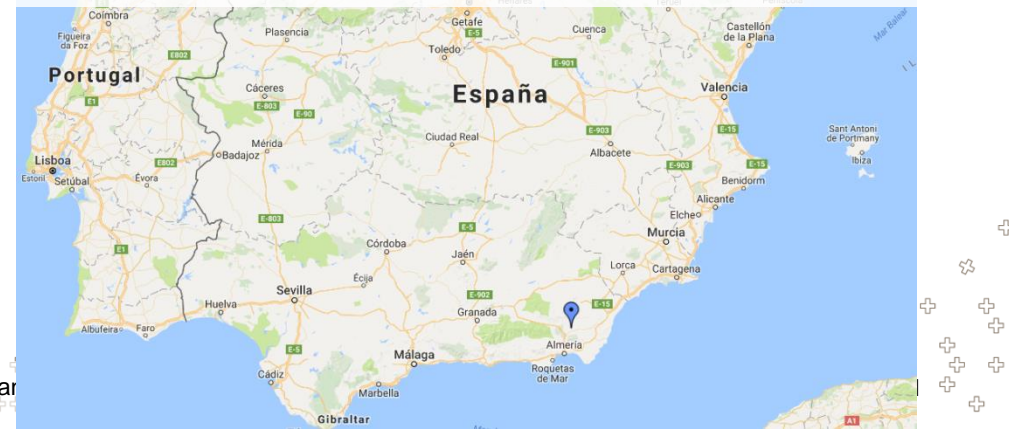 Coimbra
Getafe
E-5
Plasencia
Cuenca
Castellón
de la Plana
Figueira
da Foz
E802
Toledo
E-901
Mar Balear
Portugal
Cáceres
España
Valencia
E1
E-803
E-90
E-903
E-15
Sant Antoni
de Portmany
Ciudad Real
Mérida
Badajoz
Albacete
Ibiza
Lisboa
E802
E-903
E-15
Estoril
Setúbal
Évora
Benidorm
Alicante
Elche
E-803
E-5
Murcia
E1
Córdoba
Jaén
Lorca
Cartagena
Écija
Sevilla
E-902
E-15
Huelva
Granada
Albufeira
Faro
Almería
E-5
Málaga
Roquetas
de Mar
Cádiz
Marbella
Gibraltar
A1